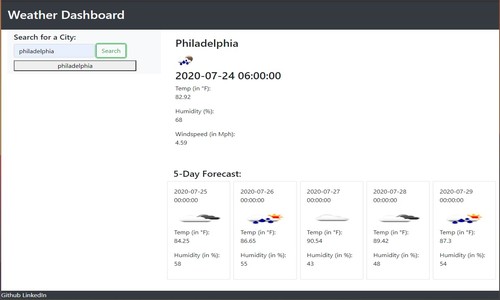 Weather Dashboard
Search for a City:
philadelphia
Search
philadelphia
Philadelphia
2020-07-24 06:00:00
Temp (in °F):
82.92
Humidity (%):
68
Windspeed (in Mph):
4.59
5-Day Forecast:
2020-07-25
00:00:00
Temp (in °F):
84.25
Humidity (in %):
58
2020-07-26
00:00:00
Temp (in °F):
86.65
Humidity (in %):
55
2020-07-27
00:00:00
Temp (in °F):
90.54
Humidity (in %):
43
2020-07-28
00:00:00
Temp (in °F):
89.42
Humidity (in %):
48
2020-07-29
00:00:00
Temp (in °F):
87.3
Humidity (in %):
54
Github LinkedIn